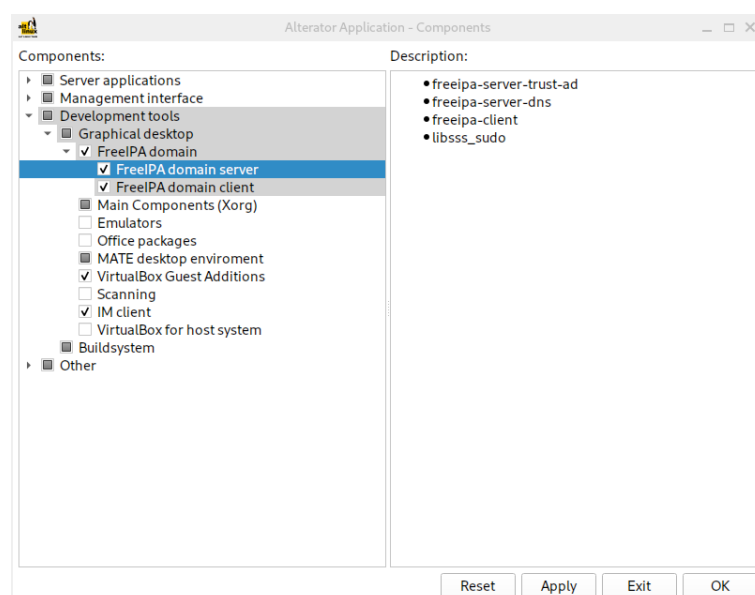 Alterator Application - Components
Components:
Server applications
Management interface
Development tools
Graphical desktop
FreeIPA domain
FreeIPA domain server
FreeIPA domain client
Main Components (Xorg)
Emulators
Office packages
MATE desktop enviroment
VirtualBox Guest Additions
Scanning
IM client
VirtualBox for host system
Buildsystem
Other
Description:
•freeipa-server-trust-ad
•freeipa-server-dns
•freeipa-client
•libsss_sudo
Reset Apply Exit OK